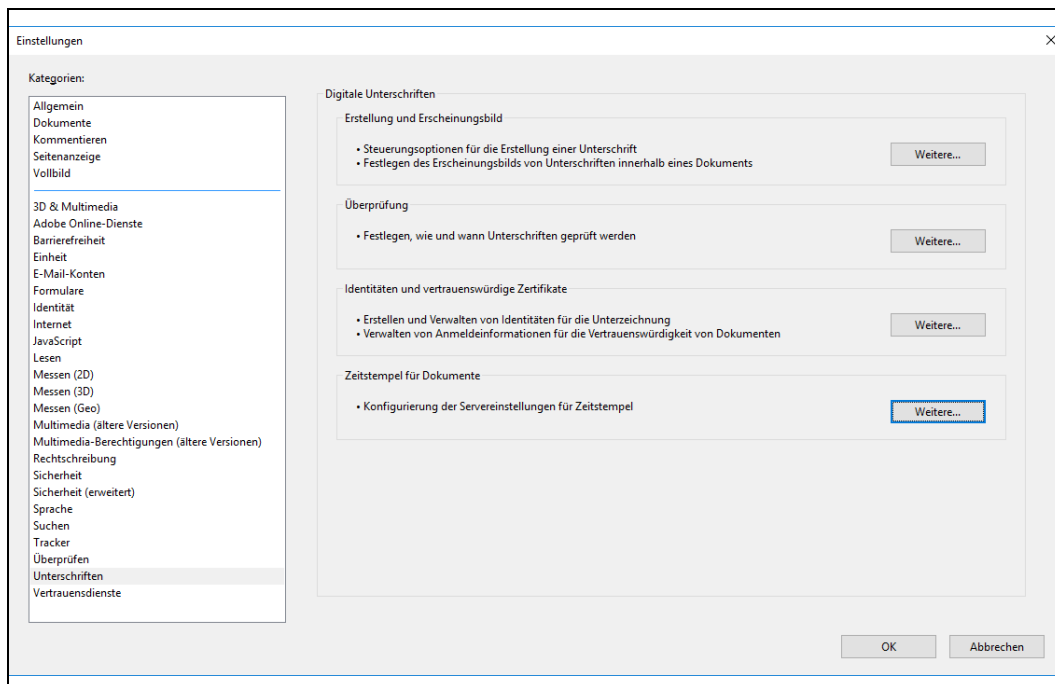 Einstellungen
Kategorien:
Allgemein
Dokumente
Kommentieren
Seitenanzeige
Vollbild
3D & Multimedia
Adobe Online-Dienste
Barrierefreiheit
Einheit
E-Mail-Konten
Formulare
Identität
Internet
JavaScript
Lesen
Messen (2D)
Messen (3D)
Messen (Geo)
Multimedia (ältere Versionen)
Multimedia-Berechtigungen (ältere Versionen)
Rechtschreibung
Sicherheit
Sicherheit (erweitert)
Sprache
Suchen
Tracker
Überprüfen
Unterschriften
Vertrauensdienste
Digitale Unterschriften
Erstellung und Erscheinungsbild
• Steuerungsoptionen für die Erstellung einer Unterschrift
• Festlegen des Erscheinungsbilds von Unterschriften innerhalb eines Dokuments
Weitere...
Überprüfung
• Festlegen, wie und wann Unterschriften geprüft werden
Weitere...
Identitäten und vertrauenswürdige Zertifikate
• Erstellen und Verwalten von Identitäten für die Unterzeichnung
• Verwalten von Anmeldeinformationen für die Vertrauenswürdigkeit von Dokumenten
Weitere...
Zeitstempel für Dokumente
• Konfigurierung der Servereinstellungen für Zeitstempel
Weitere...
OK
Abbrechen